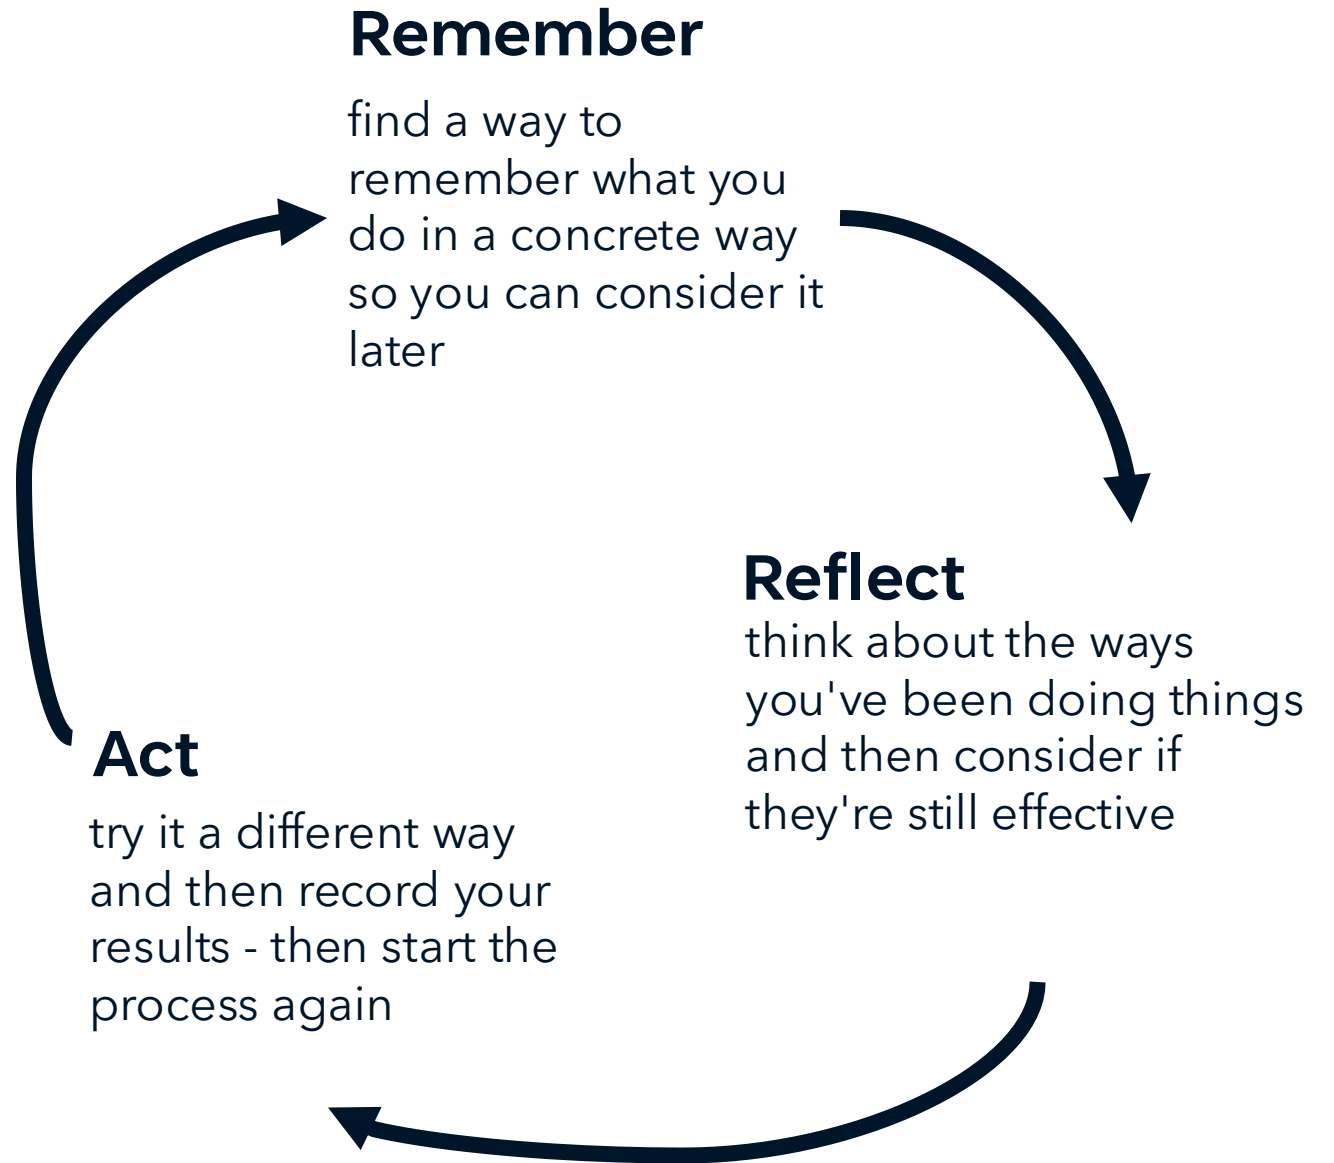 Remember
find a way to
remember what you
do in a concrete way
so you can consider it
later
Reflect
think about the ways
you've been doing things
and then consider if
they're still effective
Act
try it a different way
and then record your
results - then start the
process again